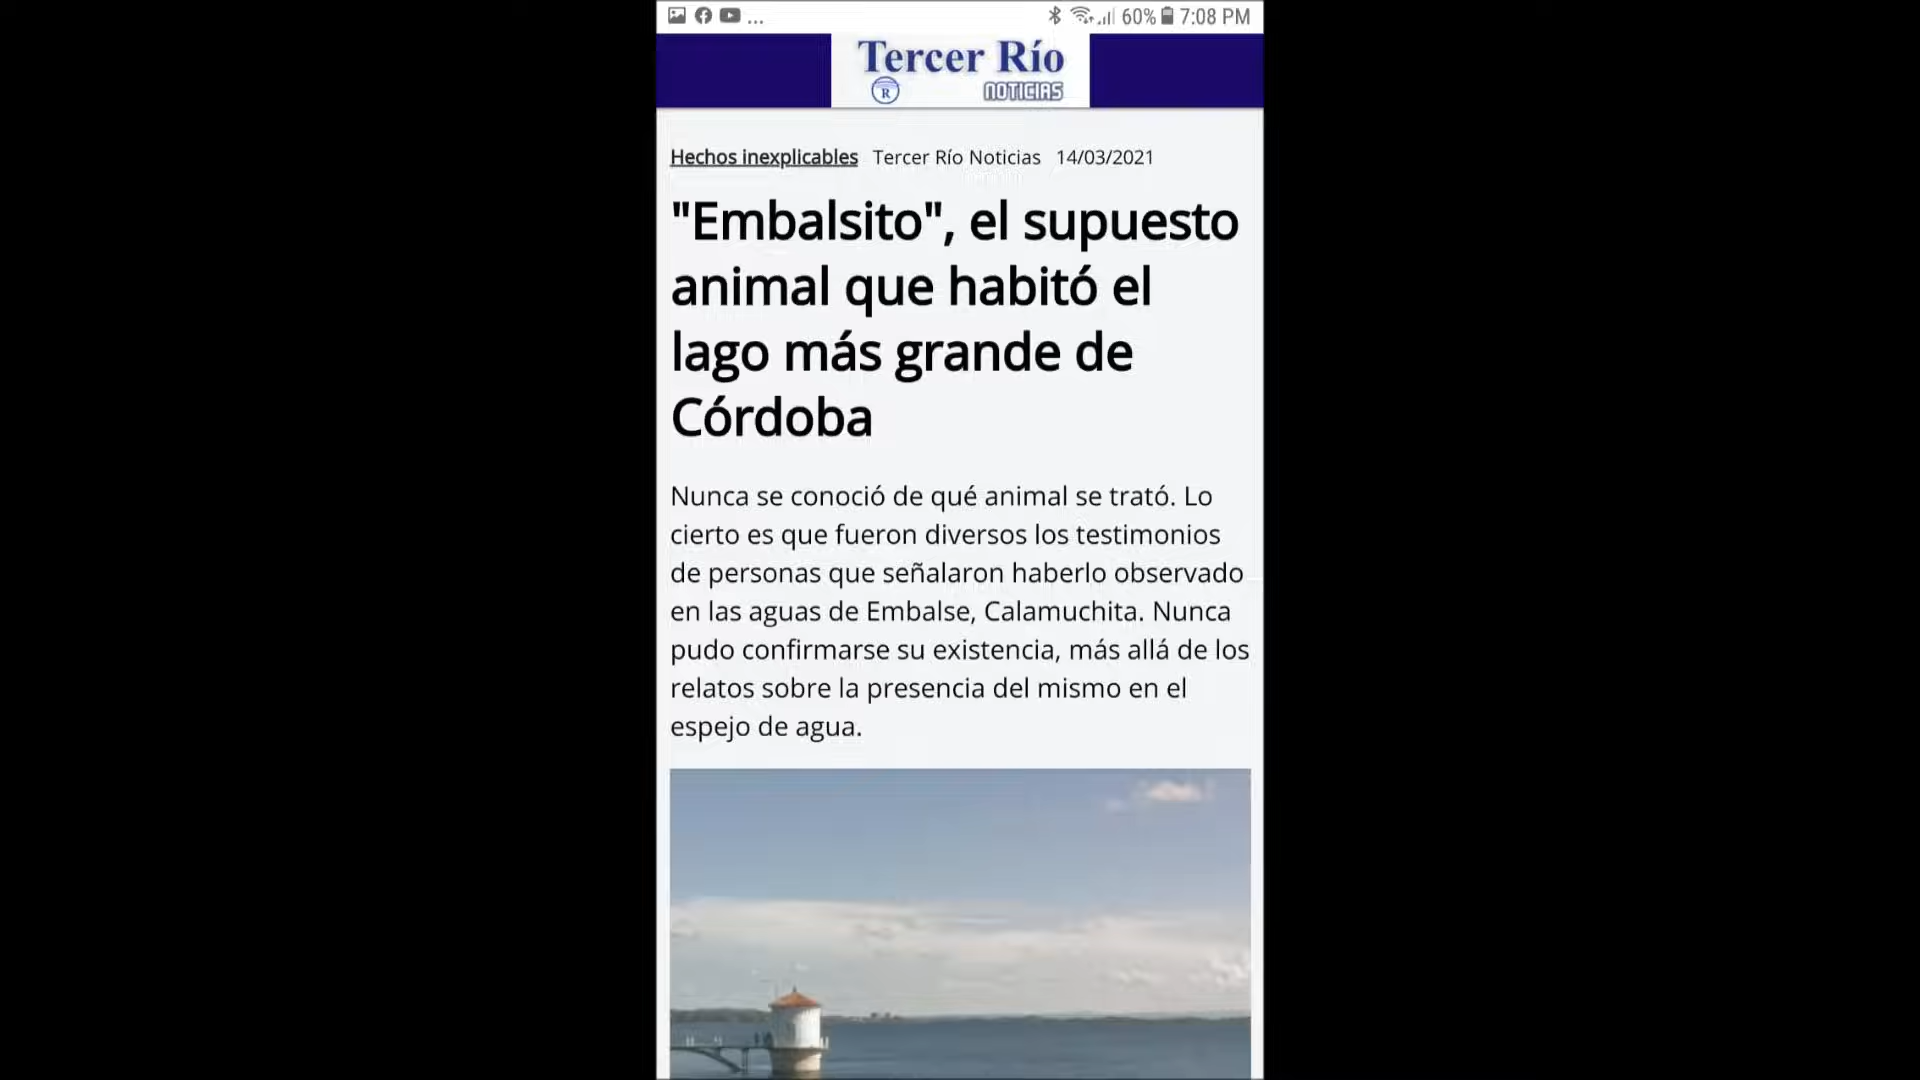 ... 60% 7:08 PM
Tercer Río
R NOTICIAS
Hechos inexplicables Tercer Río Noticias 14/03/2021
"Embalsito", el supuesto
animal que habitó el
lago más grande de
Córdoba
Nunca se conoció de qué animal se trató. Lo
cierto es que fueron diversos los testimonios
de personas que señalaron haberlo observado
en las aguas de Embalse, Calamuchita. Nunca
pudo confirmarse su existencia, más allá de los
relatos sobre la presencia del mismo en el
espejo de agua.